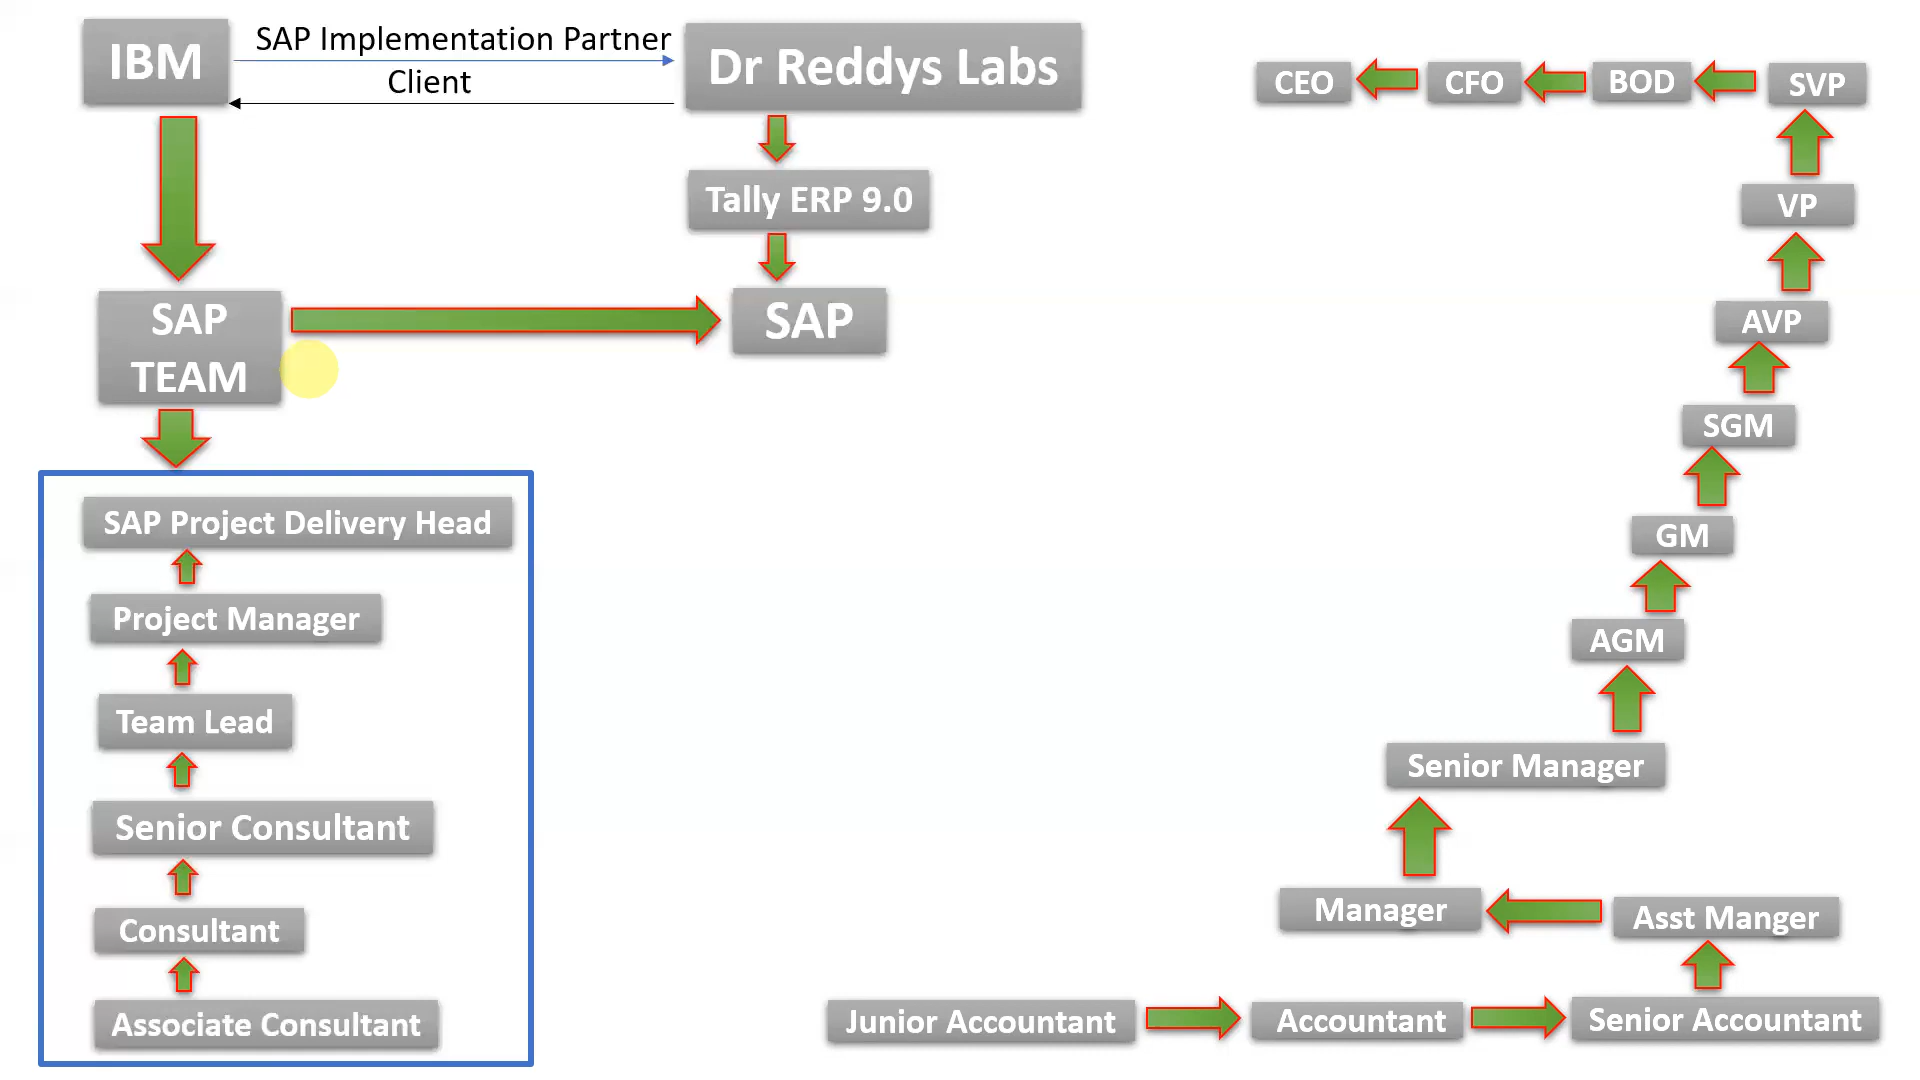 IBM
SAP Implementation Partner
Client
Dr Reddys Labs
Tally ERP 9.0
SAP
SAP
TEAM
SAP Project Delivery Head
Project Manager
Team Lead
Senior Consultant
Consultant
Associate Consultant
CEO
CFO
BOD
SVP
VP
AVP
SGM
GM
AGM
Senior Manager
Manager
Asst Manger
Junior Accountant
Accountant
Senior Accountant